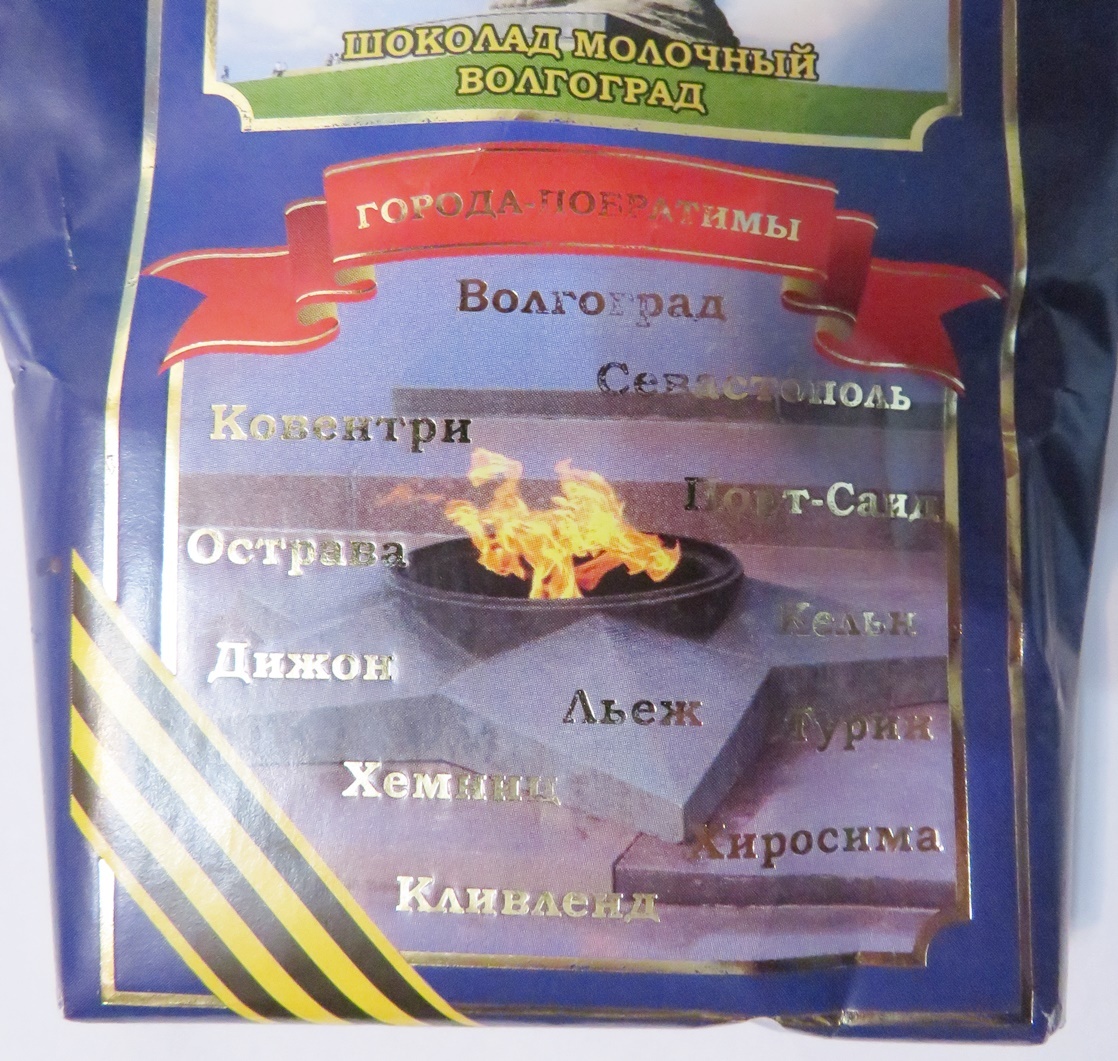 ШОКОЛАД МОЛОЧНЫЙ
ВОЛГОГРАД
ГОРОДА-ПОБРАТИМЫ
Волгоград
Севастополь
Ковентри
Порт-Саид
Острава
Кельн
Дижон
Льеж
Турин
Хемниц
Хиросима
Кливленд